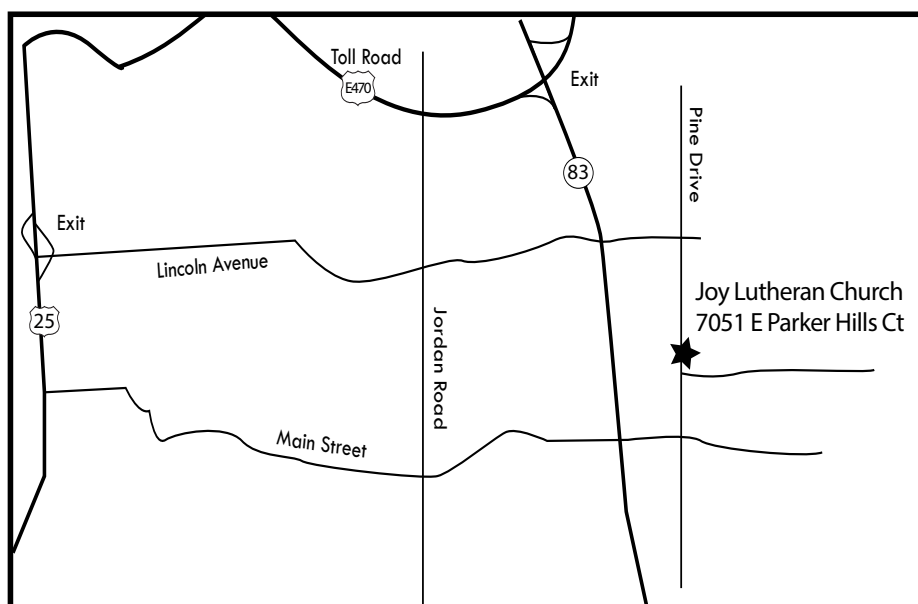 Toll Road
E470
Exit
83
Pine Drive
Exit
Lincoln Avenue
25
Jordan Road
Joy Lutheran Church
7051 E Parker Hills Ct
Main Street